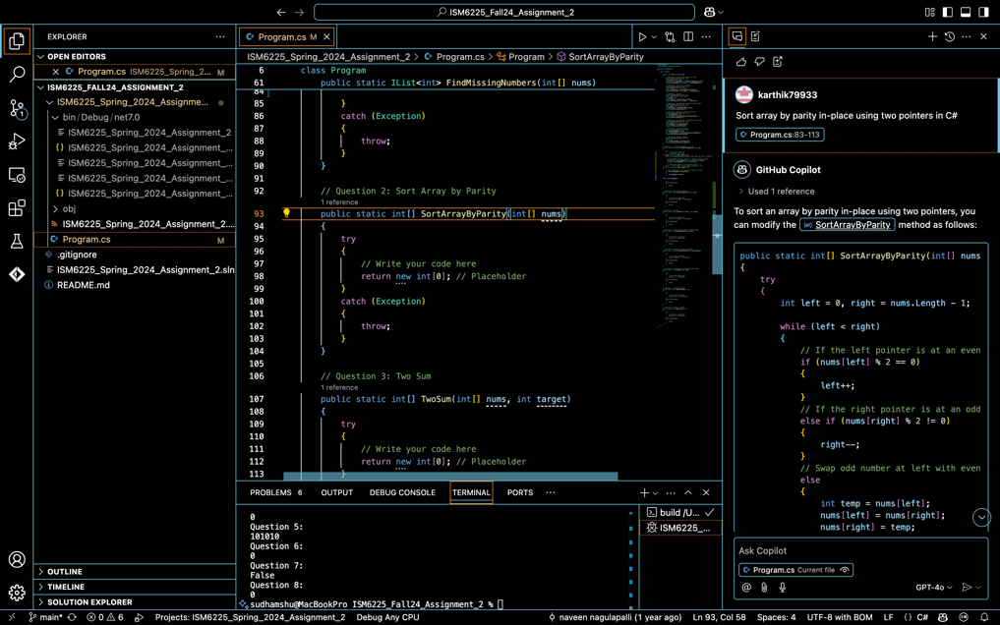 ISM6225_Fall24_Assignment_2
EXPLORER
OPEN EDITORS
Program.cs ISM6225_Spring_2... M
ISM6225_FALL24_ASSIGNMENT_2
ISM6225_Spring_2024_Assignme...
bin / Debug / net7.0
ISM6225_Spring_2024_Assignment_2
ISM6225_Spring_2024_Assignment_...
ISM6225_Spring_2024_Assignment_...
ISM6225_Spring_2024_Assignment_...
ISM6225_Spring_2024_Assignment_...
obj
ISM6225_Spring_2024_Assignment_2....
Program.cs M
.gitignore
ISM6225_Spring_2024_Assignment_2.sln
README.md
OUTLINE
TIMELINE
SOLUTION EXPLORER
1
Program.cs M
ISM6225_Spring_2024_Assignment_2 > Program.cs > Program > SortArrayByParity
6 class Program
61 public static IList<int> FindMissingNumbers(int[] nums)
84
85 }
86 catch (Exception)
87 {
88 throw;
89 }
90 }
91
92 // Question 2: Sort Array by Parity
1 reference
93 public static int[] SortArrayByParity(int[] nums)
94 {
95 try
96 {
97 // Write your code here
98 return new int[0]; // Placeholder
99 }
100 catch (Exception)
101 {
102 throw;
103 }
104 }
105
106 // Question 3: Two Sum
1 reference
107 public static int[] TwoSum(int[] nums, int target)
108 {
109 try
110 {
111 // Write your code here
112 return new int[0]; // Placeholder
113 }
PROBLEMS 6 OUTPUT DEBUG CONSOLE TERMINAL PORTS
0
Question 5:
101010
Question 6:
0
Question 7:
False
Question 8:
0
sudhamshu@MacBookPro ISM6225_Fall24_Assignment_2 %
build /U...
ISM6225_...
karthik79933
Sort array by parity in-place using two pointers in C#
Program.cs:83-113
GitHub Copilot
Used 1 reference
To sort an array by parity in-place using two pointers, you
can modify the SortArrayByParity method as follows:
public static int[] SortArrayByParity(int[] nums
{
try
{
int left = 0, right = nums.Length - 1;
while (left < right)
{
// If the left pointer is at an even
if (nums[left] % 2 == 0)
{
left++;
}
// If the right pointer is at an odd
else if (nums[right] % 2 != 0)
{
right--;
}
// Swap odd number at left with even
else
{
int temp = nums[left];
nums[left] = nums[right];
nums[right] = temp;
Ask Copilot
Program.cs Current file
GPT-4o
main* 0 6 Projects: ISM6225_Spring_2024_Assignment_2 Debug Any CPU naveen nagulapalli (1 year ago) Ln 93, Col 58 Spaces: 4 UTF-8 with BOM LF {} C#